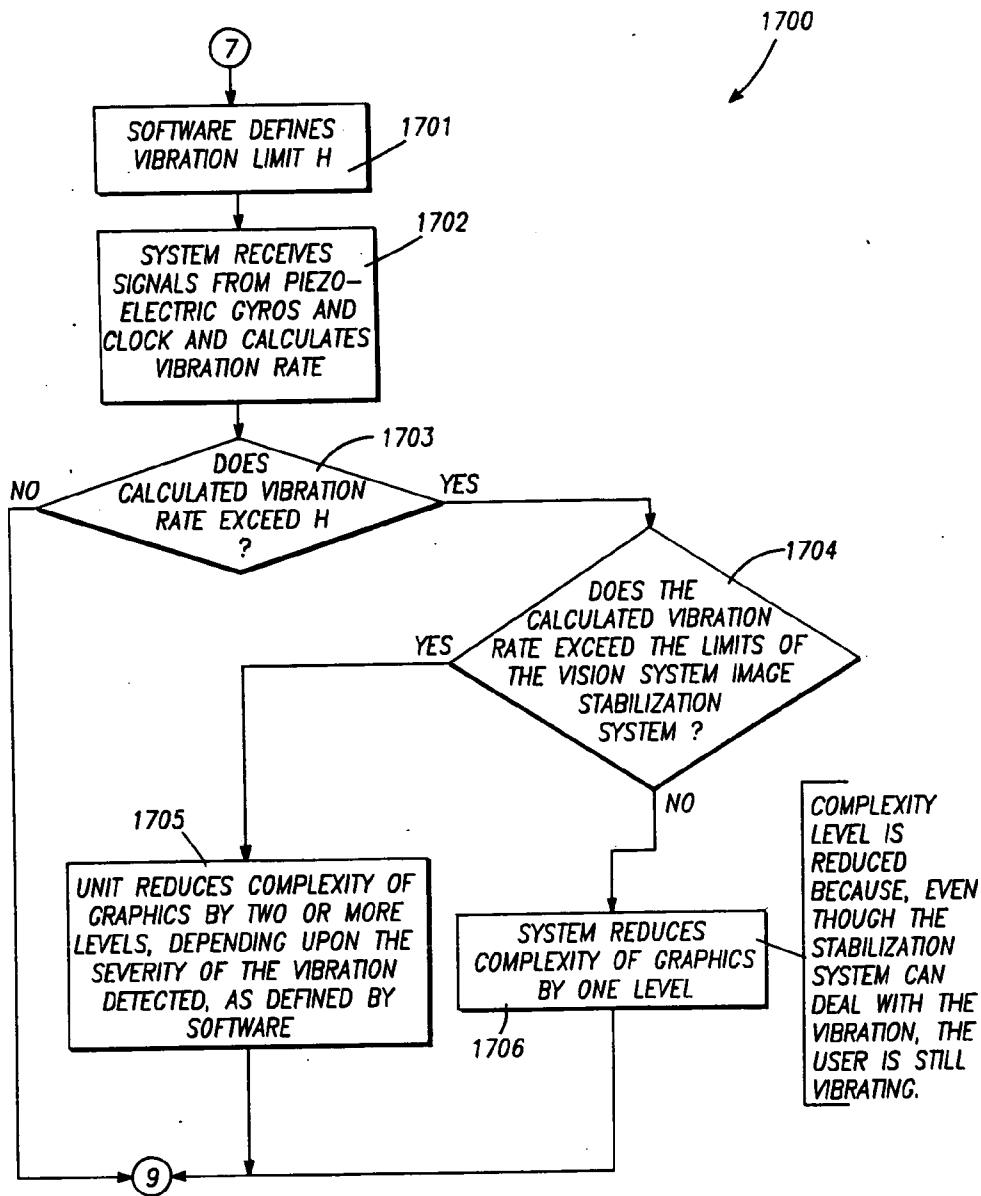 1700
7
SOFTWARE DEFINES
VIBRATION LIMIT H
1701
1702
SYSTEM RECEIVES
SIGNALS FROM PIEZO-
ELECTRIC GYROS AND
CLOCK AND CALCULATES
VIBRATION RATE
1703
NO
DOES
CALCULATED VIBRATION
RATE EXCEED H
?
YES
1704
DOES THE
CALCULATED VIBRATION
RATE EXCEED THE LIMITS OF
THE VISION SYSTEM IMAGE
STABILIZATION
SYSTEM ?
YES
NO
1705
UNIT REDUCES COMPLEXITY OF
GRAPHICS BY TWO OR MORE
LEVELS, DEPENDING UPON THE
SEVERITY OF THE VIBRATION
DETECTED, AS DEFINED BY
SOFTWARE
SYSTEM REDUCES
COMPLEXITY OF GRAPHICS
BY ONE LEVEL
1706
COMPLEXITY
LEVEL IS
REDUCED
BECAUSE, EVEN
THOUGH THE
STABILIZATION
SYSTEM CAN
DEAL WITH THE
VIBRATION, THE
USER IS STILL
VIBRATING.
9